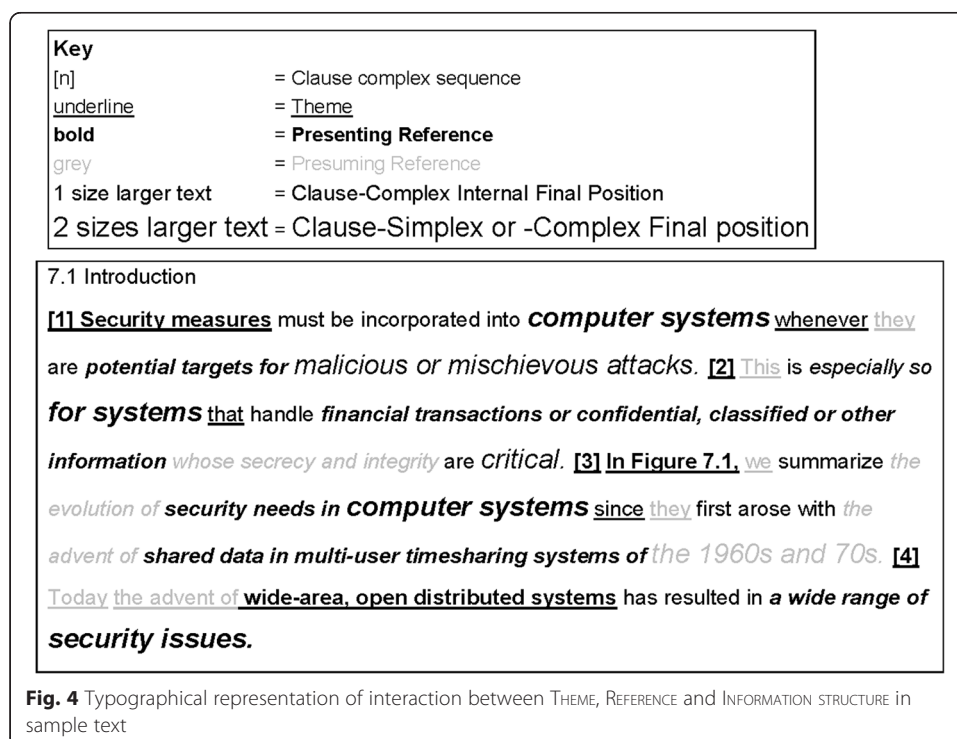 Key
[n] = Clause complex sequence
underline = Theme
bold = Presenting Reference
grey = Presuming Reference
1 size larger text = Clause-Complex Internal Final Position
2 sizes larger text = Clause-Simplex or -Complex Final position
7.1 Introduction
[1] Security measures must be incorporated into computer systems whenever they
are potential targets for malicious or mischievous attacks. [2] This is especially so
for systems that handle financial transactions or confidential, classified or other
information whose secrecy and integrity are critical. [3] In Figure 7.1, we summarize the
evolution of security needs in computer systems since they first arose with the
advent of shared data in multi-user timesharing systems of the 1960s and 70s. [4]
Today the advent of wide-area, open distributed systems has resulted in a wide range of
security issues.
Fig. 4 Typographical representation of interaction between THEME, REFERENCE and INFORMATION STRUCTURE in
sample text